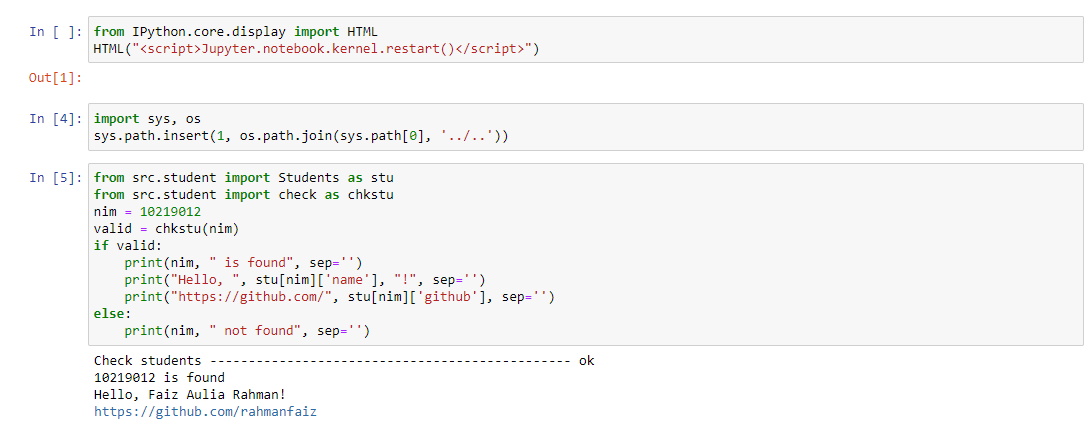 In [ ]: from IPython.core.display import HTML
HTML("<script>Jupyter.notebook.kernel.restart()</script>")
Out[1]:
In [4]: import sys, os
sys.path.insert(1, os.path.join(sys.path[0], '../..'))
In [5]: from src.student import Students as stu
from src.student import check as chkstu
nim = 10219012
valid = chkstu(nim)
if valid:
    print(nim, " is found", sep='')
    print("Hello, ", stu[nim]['name'], "!", sep='')
    print("https://github.com/", stu[nim]['github'], sep='')
else:
    print(nim, " not found", sep='')
Check students ----------------------------------------------- ok
10219012 is found
Hello, Faiz Aulia Rahman!
https://github.com/rahmanfaiz